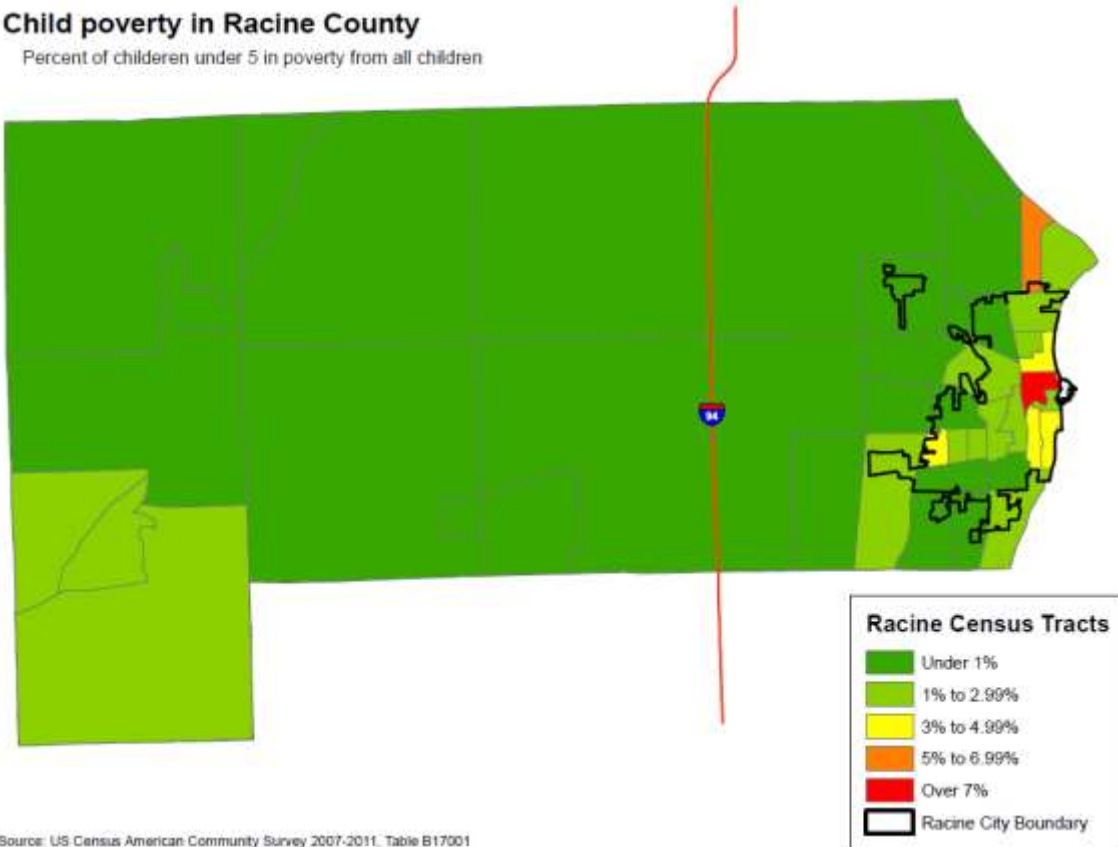 Child poverty in Racine County
Percent of childeren under 5 in poverty from all children
94
Racine Census Tracts
Under 1%
1% to 2.99%
3% to 4.99%
5% to 6.99%
Over 7%
Racine City Boundary
Source: US Census American Community Survey 2007-2011, Table B17001